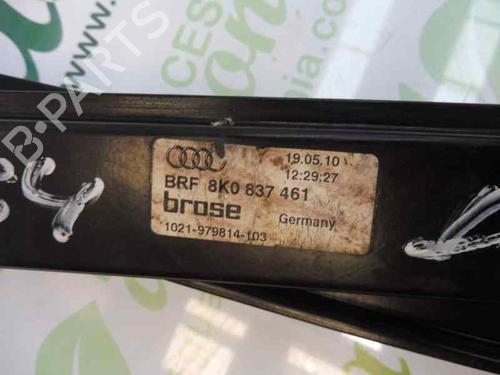 B-PARTS
19.05.10
12:29:27
BRF 8K0 837 461
brose
Germany
1021-979814-103